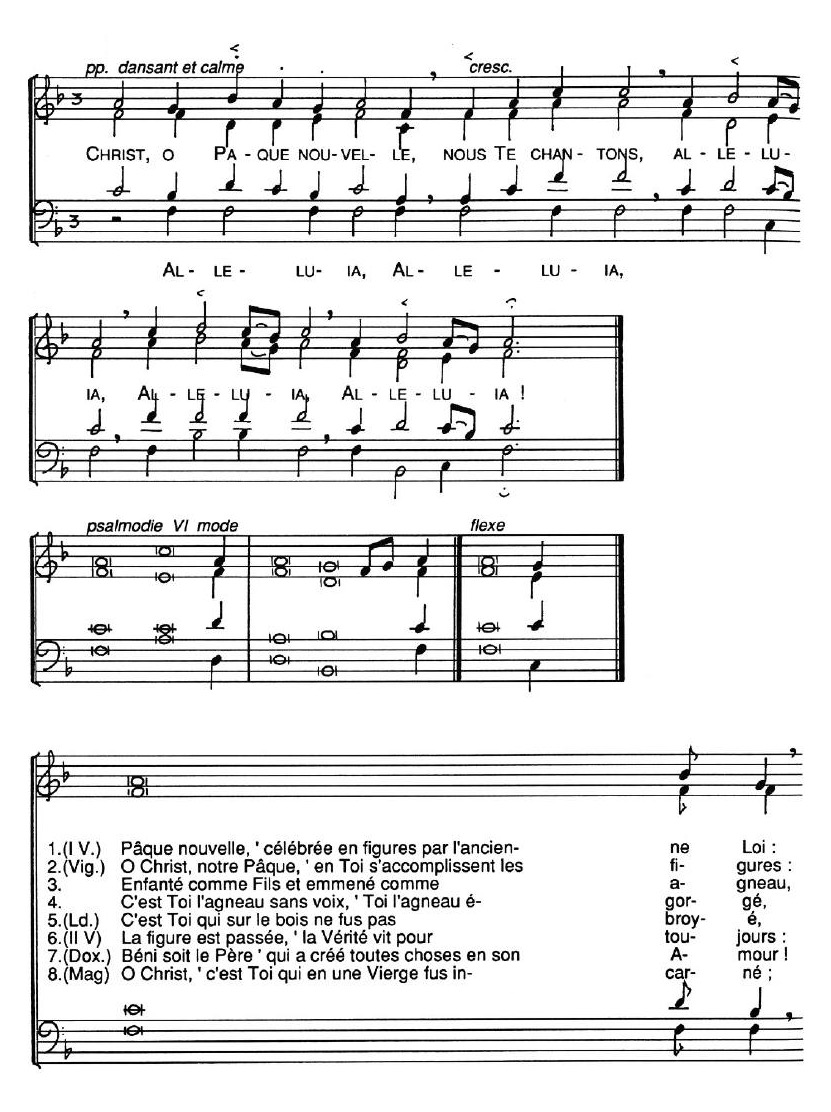 pp. dansant et calme cresc.
3
CHRIST, O PA - QUE NOU-VEL- LE, NOUS TE CHAN- TONS, AL- LE- LU-
3
AL- LE- LU- IA, AL- LE - LU - IA,
IA, AL- LE- LU- IA, AL- LE- LU- IA !
psalmodie VI mode flexe
1.(I V.) Pâque nouvelle, ' célébrée en figures par l'ancien- ne Loi :
2.(Vig.) O Christ, notre Pâque, ' en Toi s'accomplissent les fi- gures :
3. Enfanté comme Fils et emmené comme a- gneau,
4. C'est Toi l'agneau sans voix, ' Toi l'agneau é- gor- gé,
5.(Ld.) C'est Toi qui sur le bois ne fus pas broy- é,
6.(II V) La figure est passée, ' la Vérité vit pour tou- jours :
7.(Dox.) Béni soit le Père ' qui a créé toutes choses en son A- mour !
8.(Mag) O Christ, ' c'est Toi qui en une Vierge fus in- car- né ;